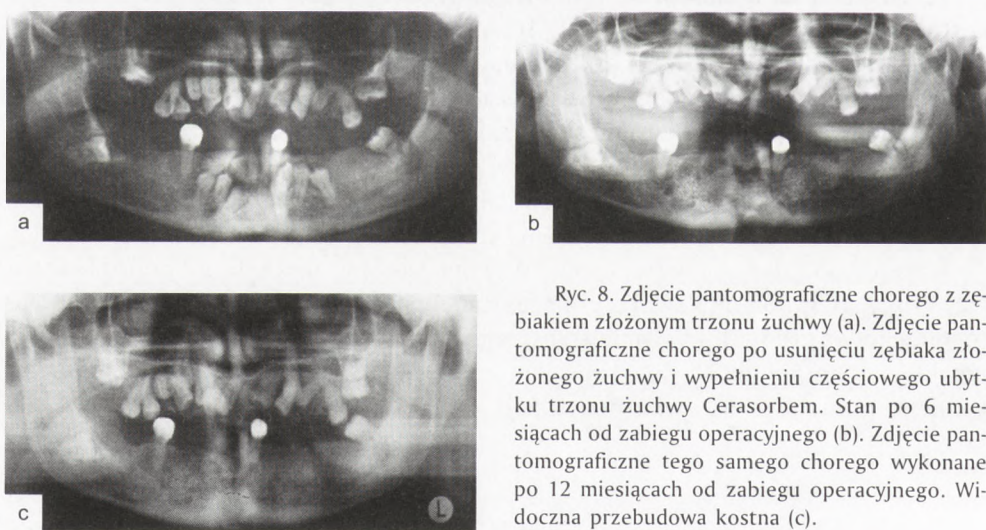 a
b
c
L
Ryc. 8. Zdjęcie pantomograficzne chorego z zę-
biakiem złożonym trzonu żuchwy (a). Zdjęcie pan-
tomograficzne chorego po usunięciu zębiaka zło-
żonego żuchwy i wypełnieniu częściowego ubyt-
ku trzonu żuchwy Cerasorbem. Stan po 6 mie-
siącach od zabiegu operacyjnego (b). Zdjęcie pan-
tomograficzne tego samego chorego wykonane
po 12 miesiącach od zabiegu operacyjnego. Wi-
doczna przebudowa kostna (c).